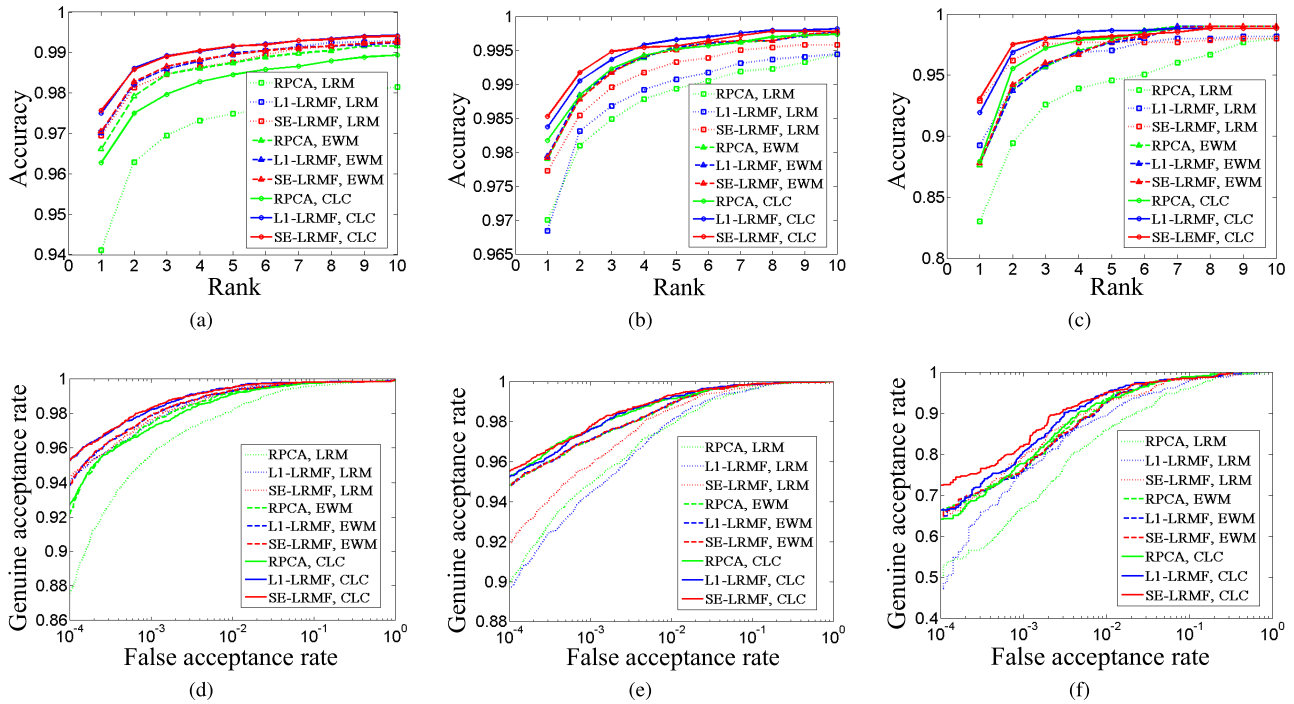 Accuracy
1
0.99
0.98
0.97
0.96
0.95
0.94
0 1 2 3 4 5 6 7 8 9 10
Rank
RPCA, LRM
L1-LRMF, LRM
SE-LRMF, LRM
RPCA, EWM
L1-LRMF, EWM
SE-LRMF, EWM
RPCA, CLC
L1-LRMF, CLC
SE-LRMF, CLC
(a)
Accuracy
1
0.995
0.99
0.985
0.98
0.975
0.97
0.965
0 1 2 3 4 5 6 7 8 9 10
Rank
RPCA, LRM
L1-LRMF, LRM
SE-LRMF, LRM
RPCA, EWM
L1-LRMF, EWM
SE-LRMF, EWM
RPCA, CLC
L1-LRMF, CLC
SE-LRMF, CLC
(b)
Accuracy
1
0.95
0.9
0.85
0.8
0 1 2 3 4 5 6 7 8 9 10
Rank
RPCA, LRM
L1-LRMF, LRM
SE-LRMF, LRM
RPCA, EWM
L1-LRMF, EWM
SE-LRMF, EWM
RPCA, CLC
L1-LRMF, CLC
SE-LEMF, CLC
(c)
Genuine acceptance rate
1
0.98
0.96
0.94
0.92
0.9
0.88
0.86
10⁻⁴ 10⁻³ 10⁻² 10⁻¹ 10⁰
False acceptance rate
RPCA, LRM
L1-LRMF, LRM
SE-LRMF, LRM
RPCA, EWM
L1-LRMF, EWM
SE-LRMF, EWM
RPCA, CLC
L1-LRMF, CLC
SE-LRMF, CLC
(d)
Genuine acceptance rate
1
0.98
0.96
0.94
0.92
0.9
0.88
10⁻⁴ 10⁻³ 10⁻² 10⁻¹ 10⁰
False acceptance rate
RPCA, LRM
L1-LRMF, LRM
SE-LRMF, LRM
RPCA, EWM
L1-LRMF, EWM
SE-LRMF, EWM
RPCA, CLC
L1-LRMF, CLC
SE-LRMF, CLC
(e)
Genuine acceptance rate
1
0.9
0.8
0.7
0.6
0.5
0.4
10⁻⁴ 10⁻³ 10⁻² 10⁻¹ 10⁰
False acceptance rate
RPCA, LRM
L1-LRMF, LRM
SE-LRMF, LRM
RPCA, EWM
L1-LRMF, EWM
SE-LRMF, EWM
RPCA, CLC
L1-LRMF, CLC
SE-LRMF, CLC
(f)